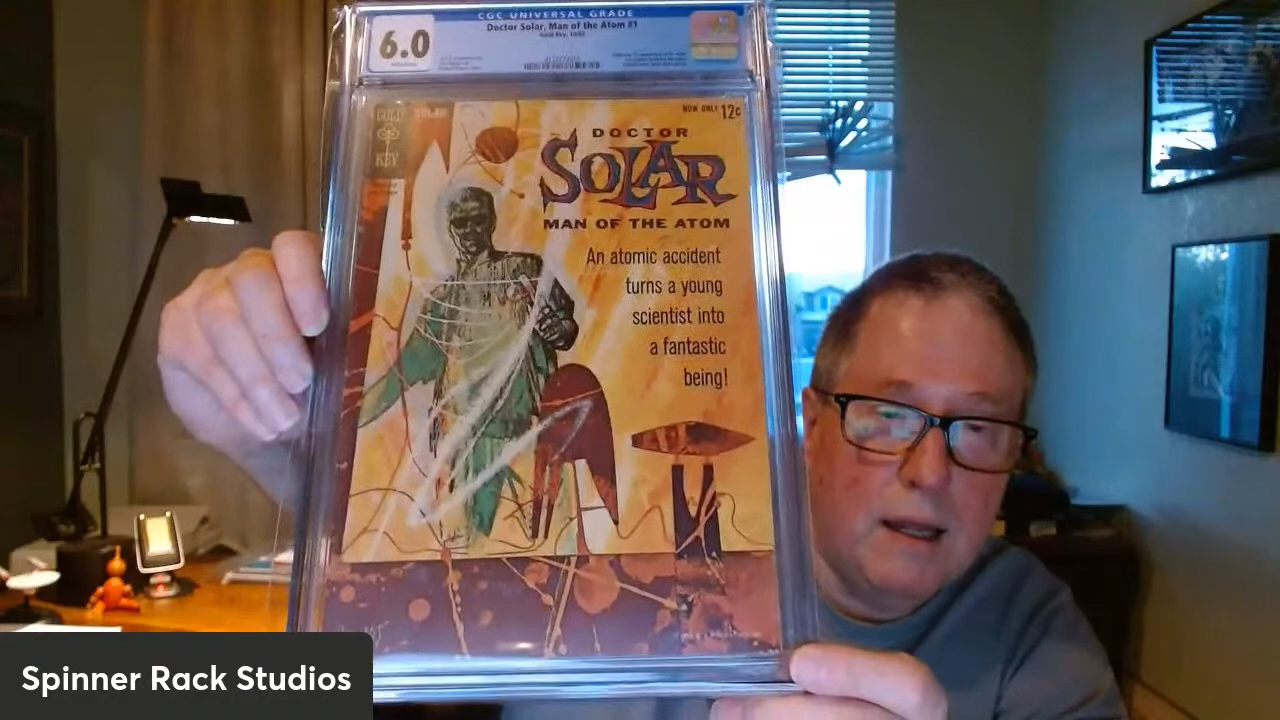 CGC UNIVERSAL GRADE
Doctor Solar, Man of the Atom #1
6.0
GOLD
KEY
NOW ONLY 12c
DOCTOR
SOLAR
MAN OF THE ATOM
An atomic accident
turns a young
scientist into
a fantastic
being!
Spinner Rack Studios